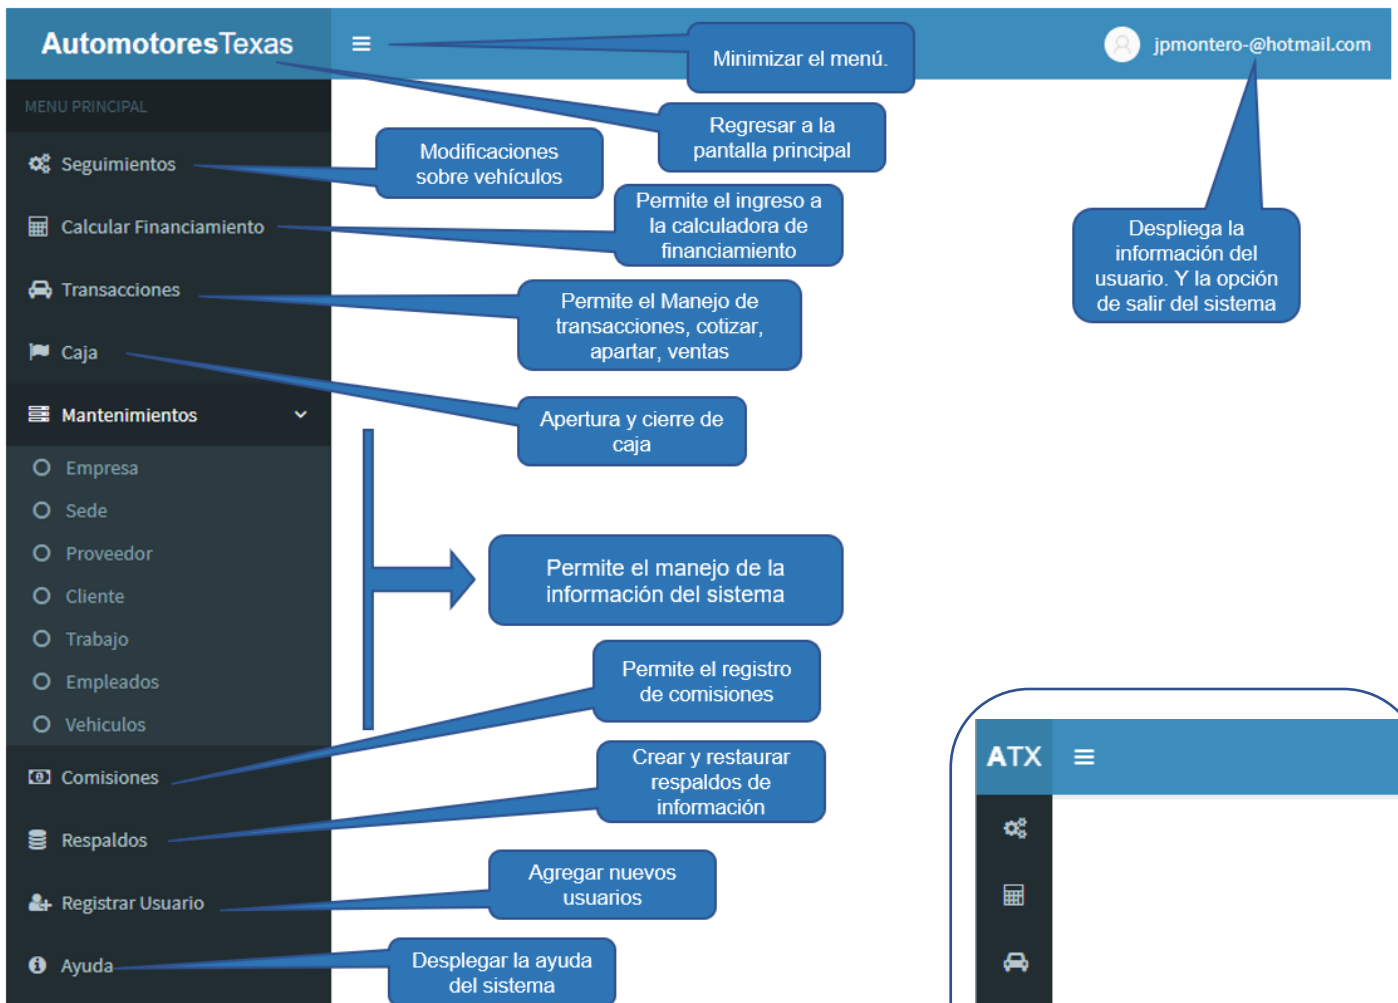 AutomotoresTexas
jpmontero-@hotmail.com
Minimizar el menú.
MENU PRINCIPAL
Regresar a la
pantalla principal
Seguimientos
Modificaciones
sobre vehículos
Calcular Financiamiento
Permite el ingreso a
la calculadora de
financiamiento
Despliega la
información del
usuario. Y la opción
de salir del sistema
Transacciones
Permite el Manejo de
transacciones, cotizar,
apartar, ventas
Caja
Apertura y cierre de
caja
Mantenimientos
Empresa
Sede
Proveedor
Cliente
Trabajo
Empleados
Vehiculos
Permite el manejo de la
información del sistema
Permite el registro
de comisiones
Comisiones
Crear y restaurar
respaldos de
información
Respaldos
Agregar nuevos
usuarios
Registrar Usuario
Ayuda
Desplegar la ayuda
del sistema
ATX